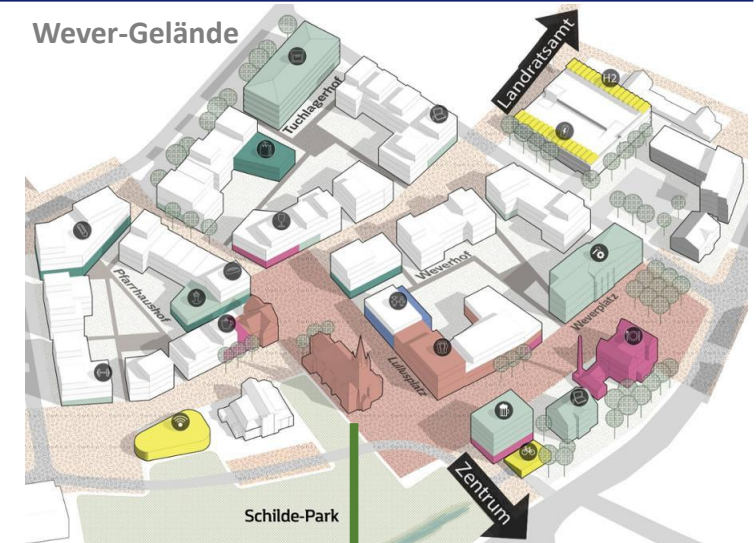 Wever-Gelände
Landratsamt
H2
Tuchlagerhof
Weverhof
Pfarrhaushof
Weverplatz
Lullusplatz
Zentrum
Schilde-Park